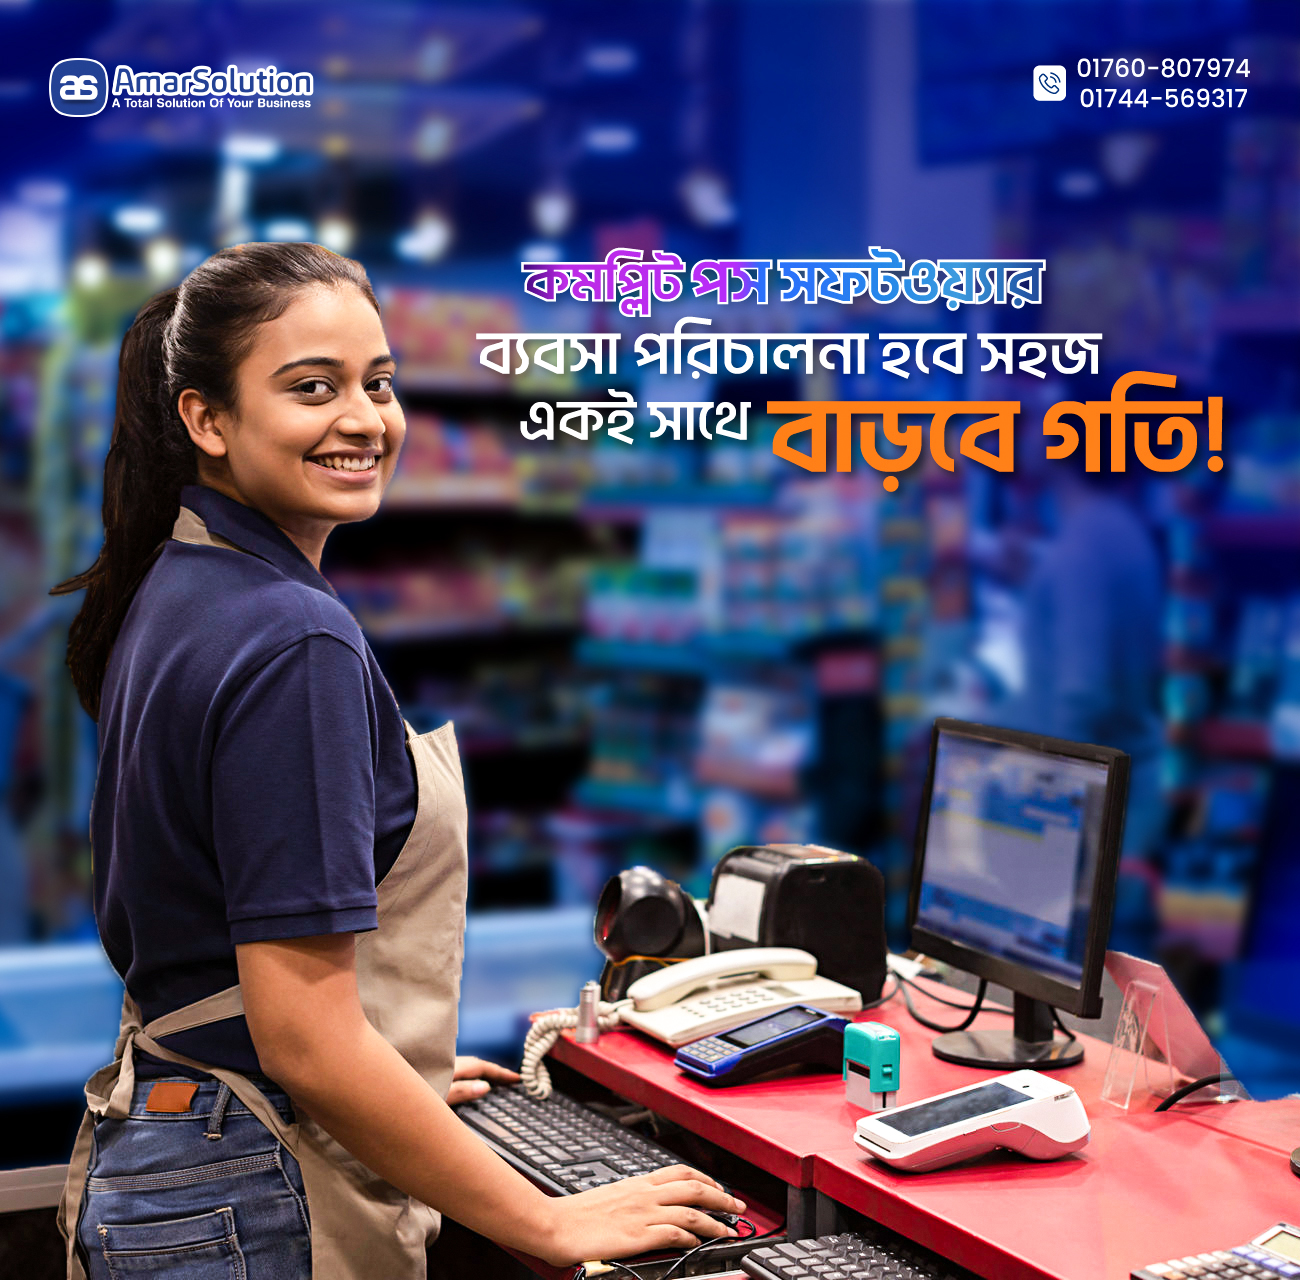 as AmarSolution
A Total Solution Of Your Business
01760-807974
01744-569317
কমপ্লিট পস সফটওয়্যার
ব্যবসা পরিচালনা হবে সহজ
একই সাথে বাড়বে গতি!